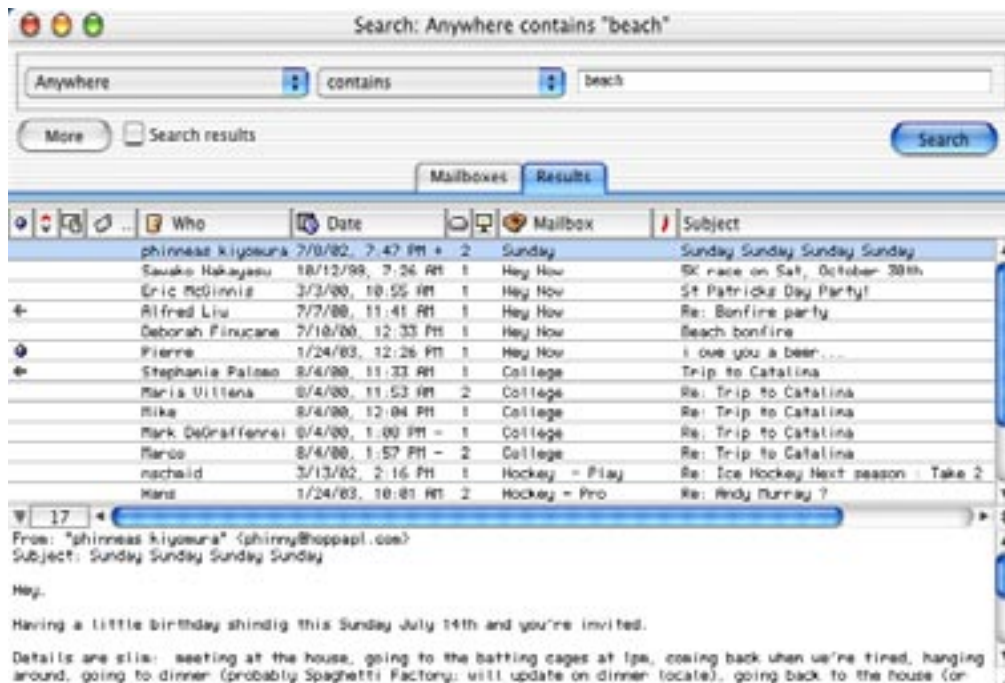 Search: Anywhere contains "beach"
Anywhere contains beach
More Search results Search
Mailboxes Results
Who Date Mailbox Subject
phinneas kiyomura 7/8/02, 7:47 PM + 2 Sunday Sunday Sunday Sunday Sunday
Sawako Nakayasu 10/12/99, 7:26 AM 1 Hey Now 5K race on Sat, October 30th
Eric McGinnis 3/3/00, 10:55 AM 1 Hey Now St Patricks Day Party!
Alfred Liu 7/7/00, 11:41 AM 1 Hey Now Re: Bonfire party
Deborah Finucane 7/10/00, 12:33 PM 1 Hey Now Beach bonfire
Pierre 1/24/03, 12:26 PM 1 Hey Now i owe you a beer...
Stephanie Palomo 8/4/00, 11:33 AM 1 College Trip to Catalina
Maria Villena 8/4/00, 11:53 AM 2 College Re: Trip to Catalina
Mike 8/4/00, 12:04 PM 1 College Re: Trip to Catalina
Mark DeGraffenrei 8/4/00, 1:00 PM - 1 College Re: Trip to Catalina
Marco 8/4/00, 1:57 PM - 2 College Re: Trip to Catalina
nscheid 3/13/02, 2:16 PM 1 Hockey - Play Re: Ice Hockey Next season : Take 2
Hans 1/24/03, 10:01 AM 2 Hockey - Pro Re: Andy Murray ?
17
From: "phinneas kiyomura" <phinny@hoppapl.com>
Subject: Sunday Sunday Sunday Sunday
Hey,
Having a little birthday shindig this Sunday July 14th and you're invited.
Details are slim: meeting at the house, going to the batting cages at 1pm, coming back when we're tired, hanging
around, going to dinner (probably Spaghetti Factory; will update on dinner locale), going back to the house (or